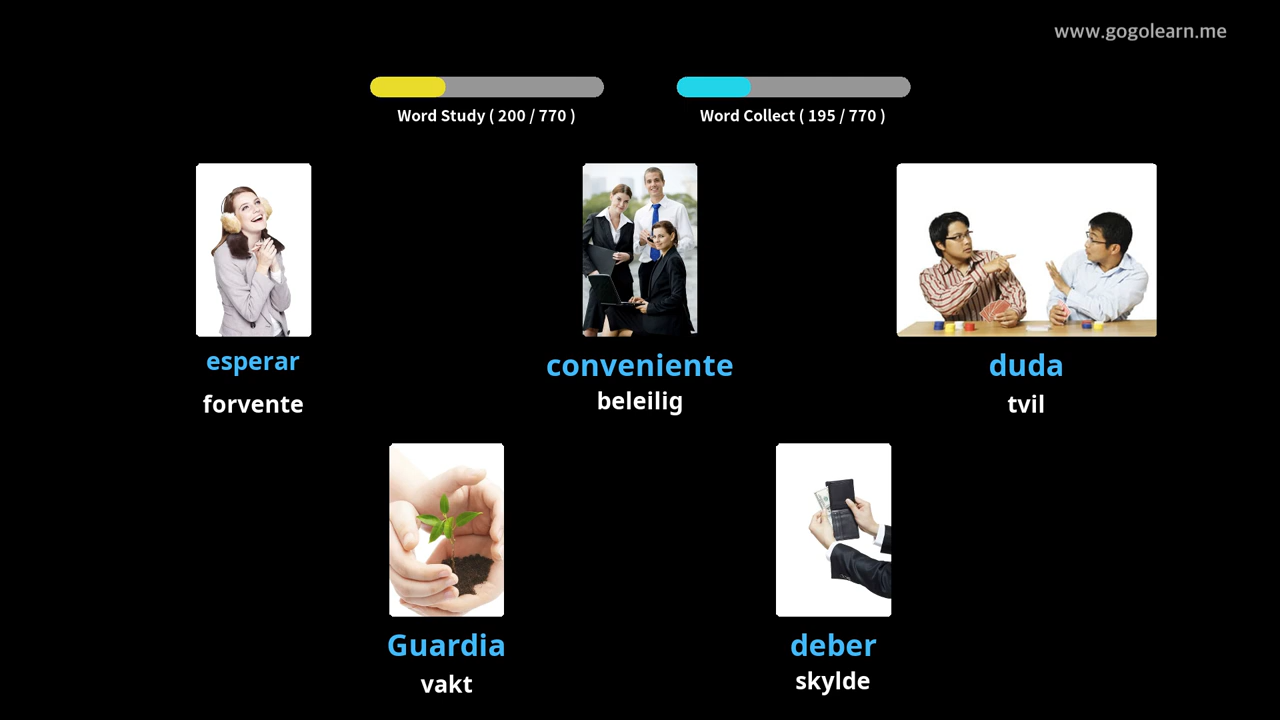 www.gogolearn.me
Word Study ( 200 / 770 )
Word Collect ( 195 / 770 )
esperar
forvente
conveniente
beleilig
duda
tvil
Guardia
vakt
deber
skylde